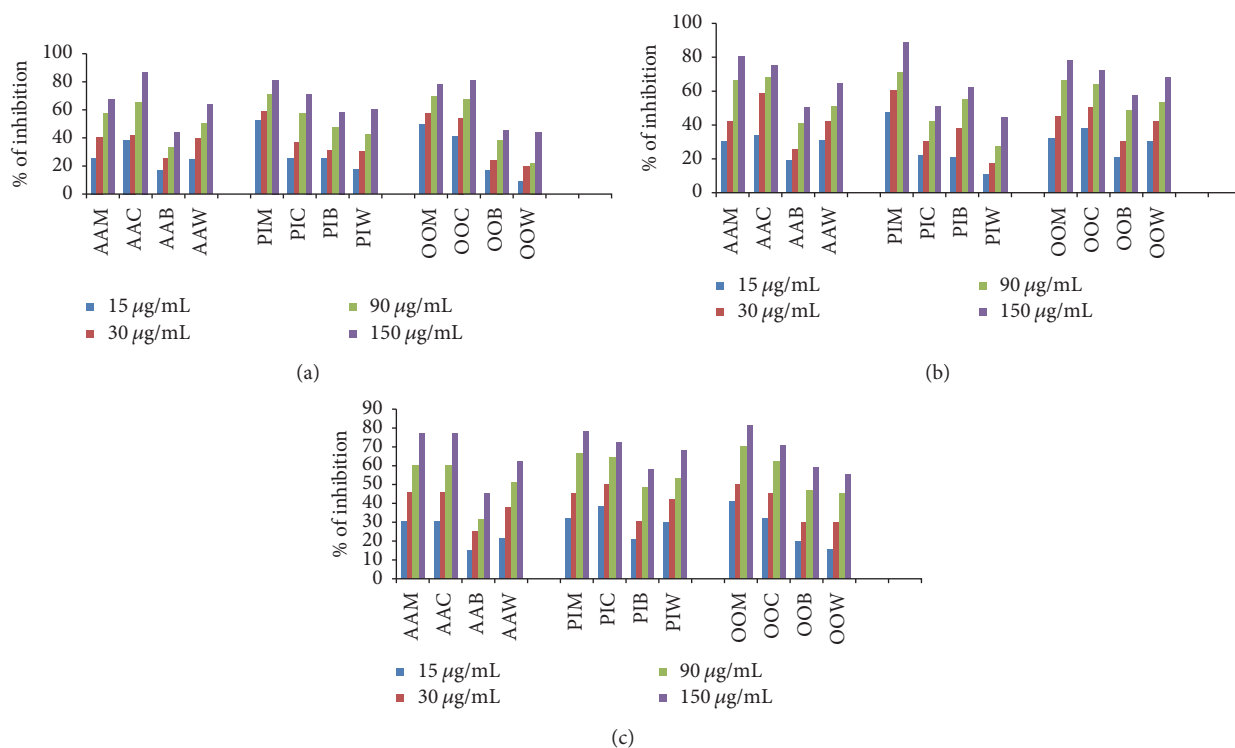 % of inhibition
100
80
60
40
20
0
AAM
AAC
AAB
AAW
PIM
PIC
PIB
PIW
OOM
OOC
OOB
OOW
15 μg/mL
30 μg/mL
90 μg/mL
150 μg/mL
(a)
% of inhibition
100
80
60
40
20
0
AAM
AAC
AAB
AAW
PIM
PIC
PIB
PIW
OOM
OOC
OOB
OOW
15 μg/mL
30 μg/mL
90 μg/mL
150 μg/mL
(b)
% of inhibition
90
80
70
60
50
40
30
20
10
0
AAM
AAC
AAB
AAW
PIM
PIC
PIB
PIW
OOM
OOC
OOB
OOW
15 μg/mL
30 μg/mL
90 μg/mL
150 μg/mL
(c)